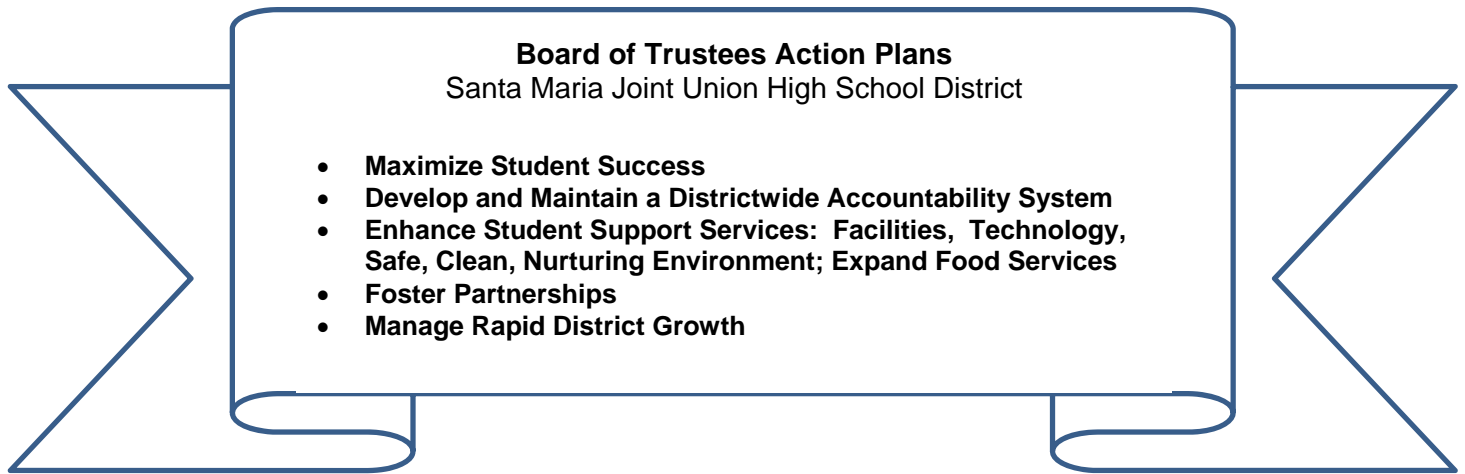 Board of Trustees Action Plans
Santa Maria Joint Union High School District
• Maximize Student Success
• Develop and Maintain a Districtwide Accountability System
• Enhance Student Support Services: Facilities, Technology,
Safe, Clean, Nurturing Environment; Expand Food Services
• Foster Partnerships
• Manage Rapid District Growth